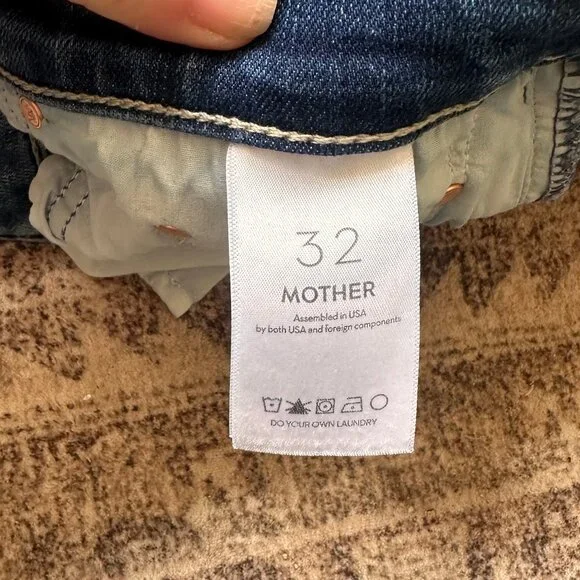 32
MOTHER
Assembled in USA
by both USA and foreign components
DO YOUR OWN LAUNDRY